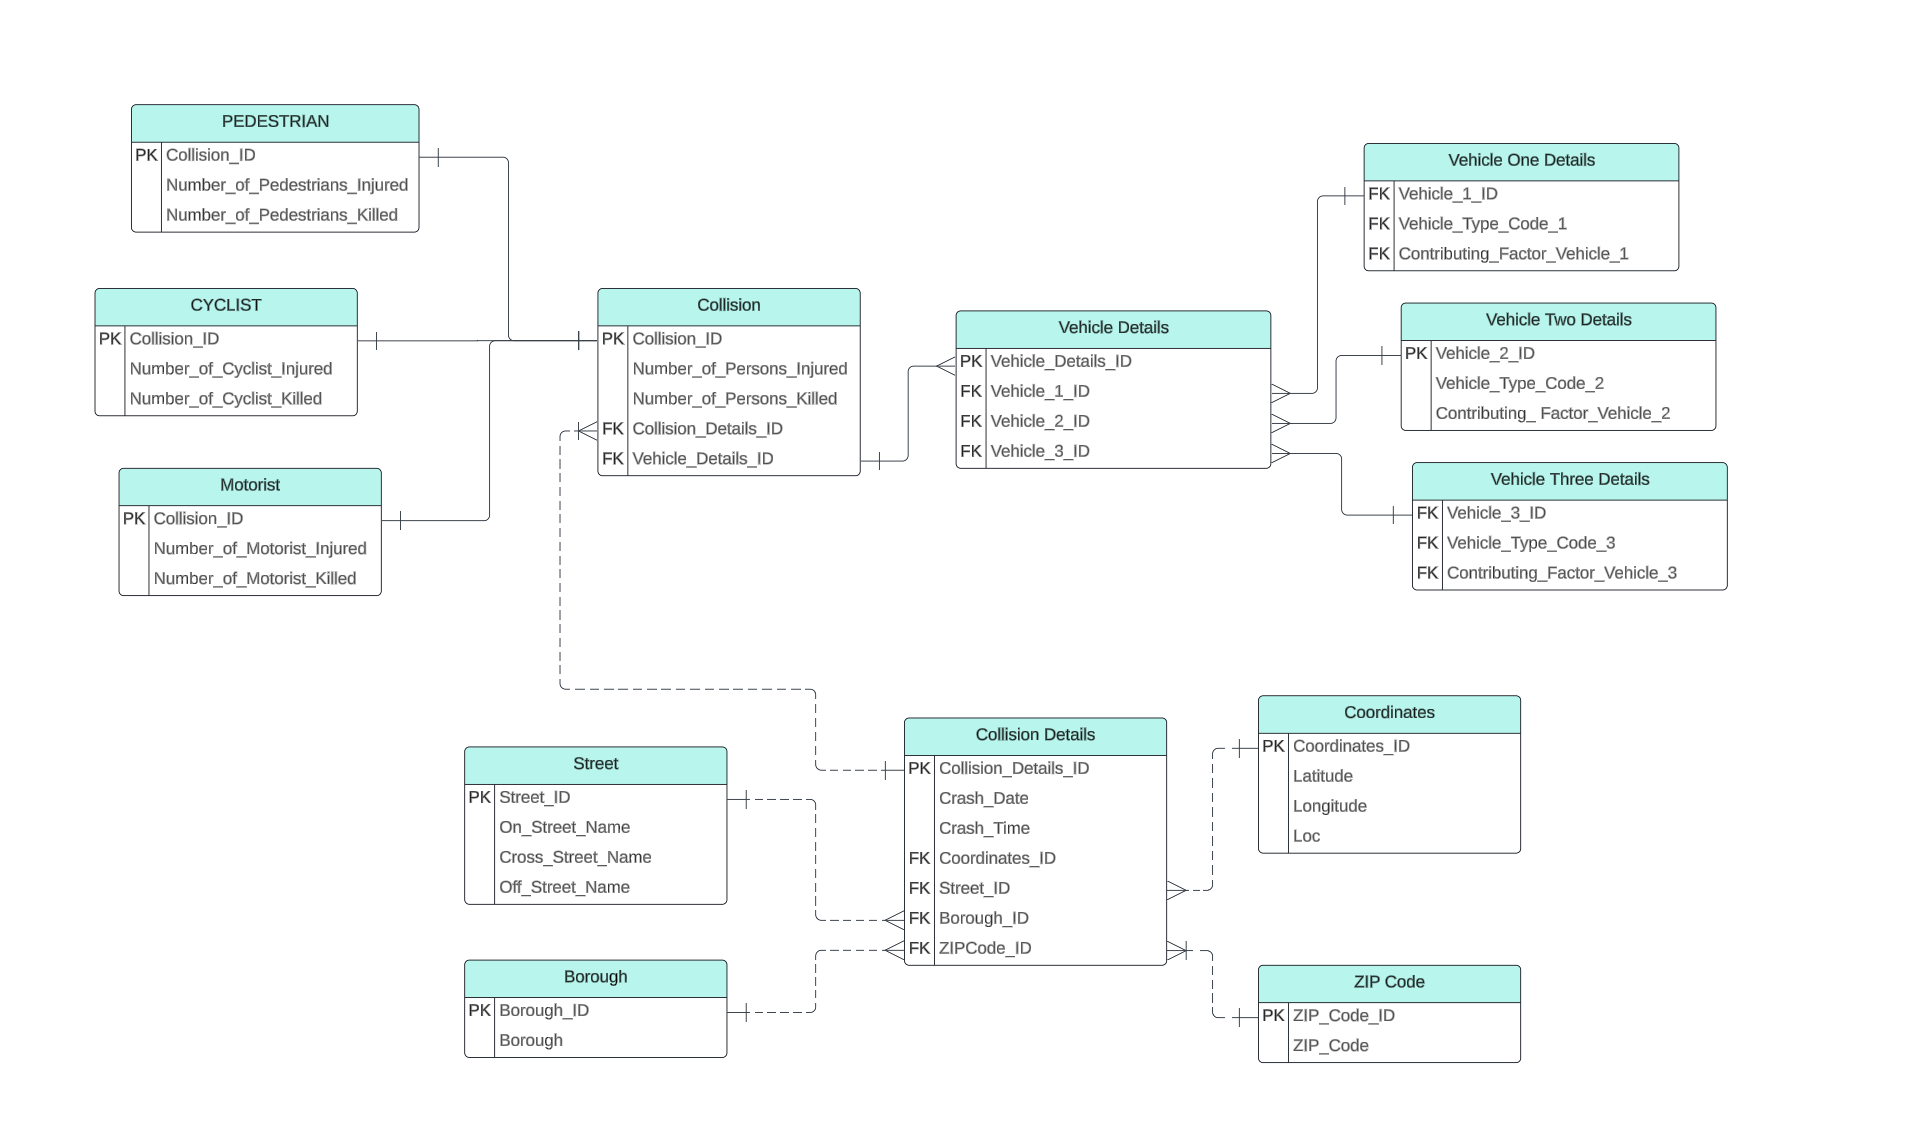 PEDESTRIAN
PK Collision_ID
Number_of_Pedestrians_Injured
Number_of_Pedestrians_Killed
CYCLIST
PK Collision_ID
Number_of_Cyclist_Injured
Number_of_Cyclist_Killed
Motorist
PK Collision_ID
Number_of_Motorist_Injured
Number_of_Motorist_Killed
Collision
PK Collision_ID
Number_of_Persons_Injured
Number_of_Persons_Killed
FK Collision_Details_ID
FK Vehicle_Details_ID
Vehicle Details
PK Vehicle_Details_ID
FK Vehicle_1_ID
FK Vehicle_2_ID
FK Vehicle_3_ID
Vehicle One Details
FK Vehicle_1_ID
FK Vehicle_Type_Code_1
FK Contributing_Factor_Vehicle_1
Vehicle Two Details
PK Vehicle_2_ID
Vehicle_Type_Code_2
Contributing_ Factor_Vehicle_2
Vehicle Three Details
FK Vehicle_3_ID
FK Vehicle_Type_Code_3
FK Contributing_Factor_Vehicle_3
Street
PK Street_ID
On_Street_Name
Cross_Street_Name
Off_Street_Name
Borough
PK Borough_ID
Borough
Collision Details
PK Collision_Details_ID
Crash_Date
Crash_Time
FK Coordinates_ID
FK Street_ID
FK Borough_ID
FK ZIPCode_ID
Coordinates
PK Coordinates_ID
Latitude
Longitude
Loc
ZIP Code
PK ZIP_Code_ID
ZIP_Code